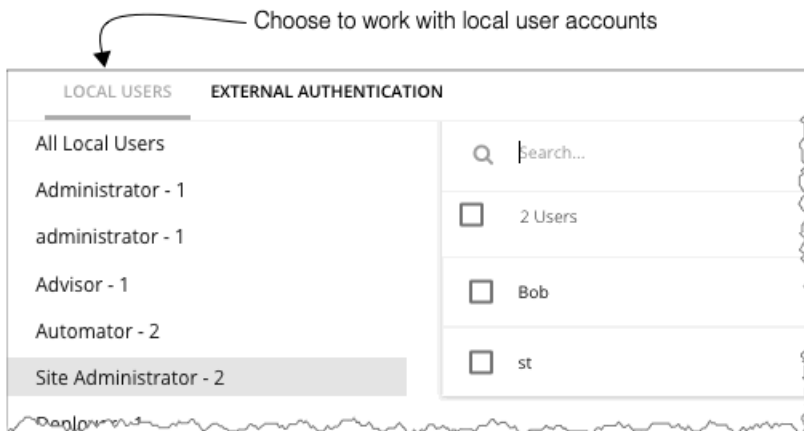 Choose to work with local user accounts
LOCAL USERS EXTERNAL AUTHENTICATION
All Local Users
Administrator - 1
administrator - 1
Advisor - 1
Automator - 2
Site Administrator - 2
Search...
2 Users
Bob
st